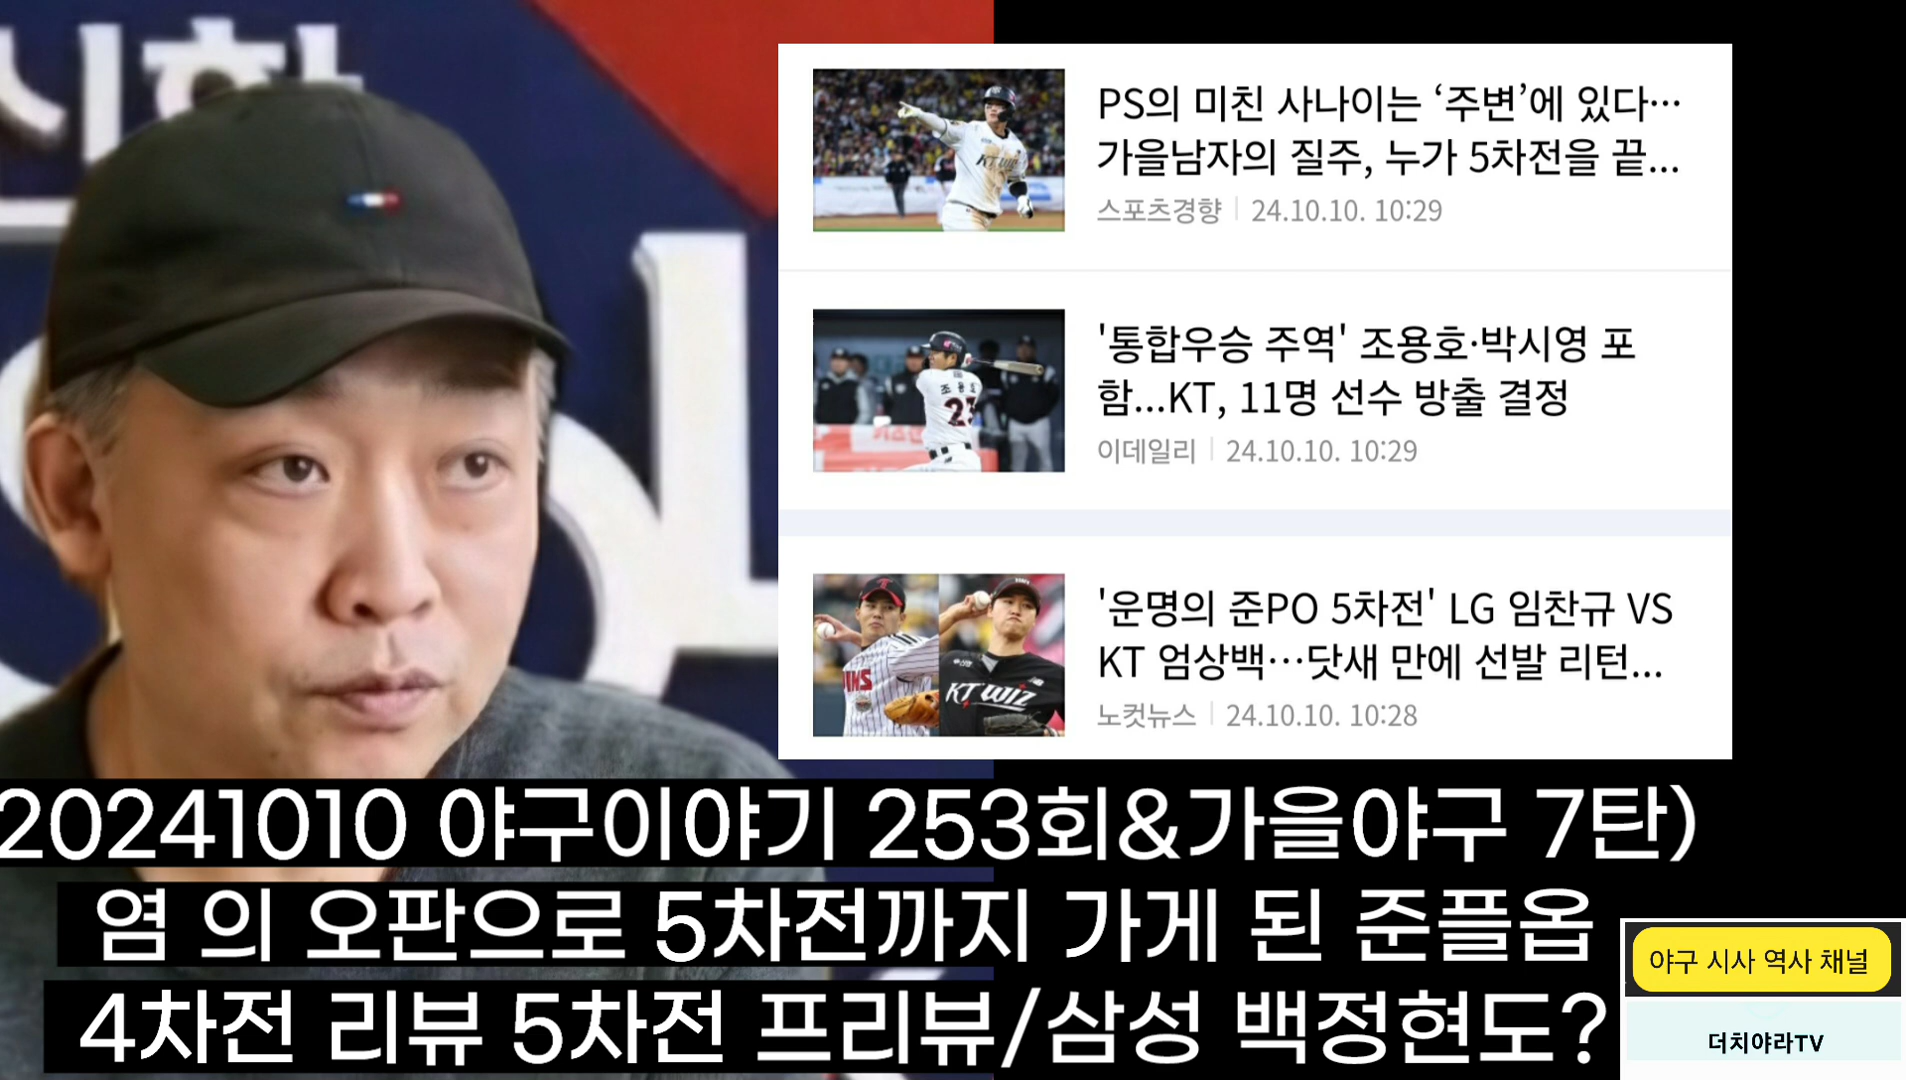 PS의 미친 사나이는 ‘주변’에 있다…
가을남자의 질주, 누가 5차전을 끝...
스포츠경향 | 24.10.10. 10:29
'통합우승 주역' 조용호·박시영 포
함...KT, 11명 선수 방출 결정
이데일리 | 24.10.10. 10:29
'운명의 준PO 5차전' LG 임찬규 VS
KT 엄상백…닷새 만에 선발 리턴...
노컷뉴스 | 24.10.10. 10:28
20241010 야구이야기 253회&가을야구 7탄)
염 의 오판으로 5차전까지 가게 된 준플옵
4차전 리뷰 5차전 프리뷰/삼성 백정현도?
야구 시사 역사 채널
더치야라TV
KT wiz
조용호
23
KT wiz